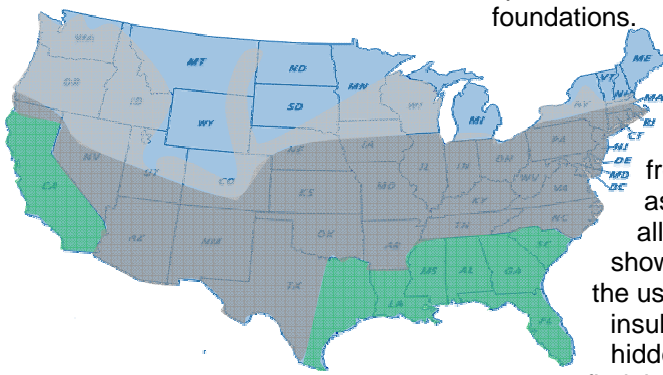 foundations.
WA
MT
ND
MN
ME
VT
NH
OR
ID
SD
WI
MI
NY
MA
WY
RI
CT
NE
IA
PA
NJ
NV
UT
CO
IL
IN
OH
DE
MD
DC
fr
CA
KS
MO
WV
VA
as
KY
AZ
NM
OK
AR
TN
NC
all
MS
AL
GA
SC
show
TX
LA
the us
FL
insul
hidde